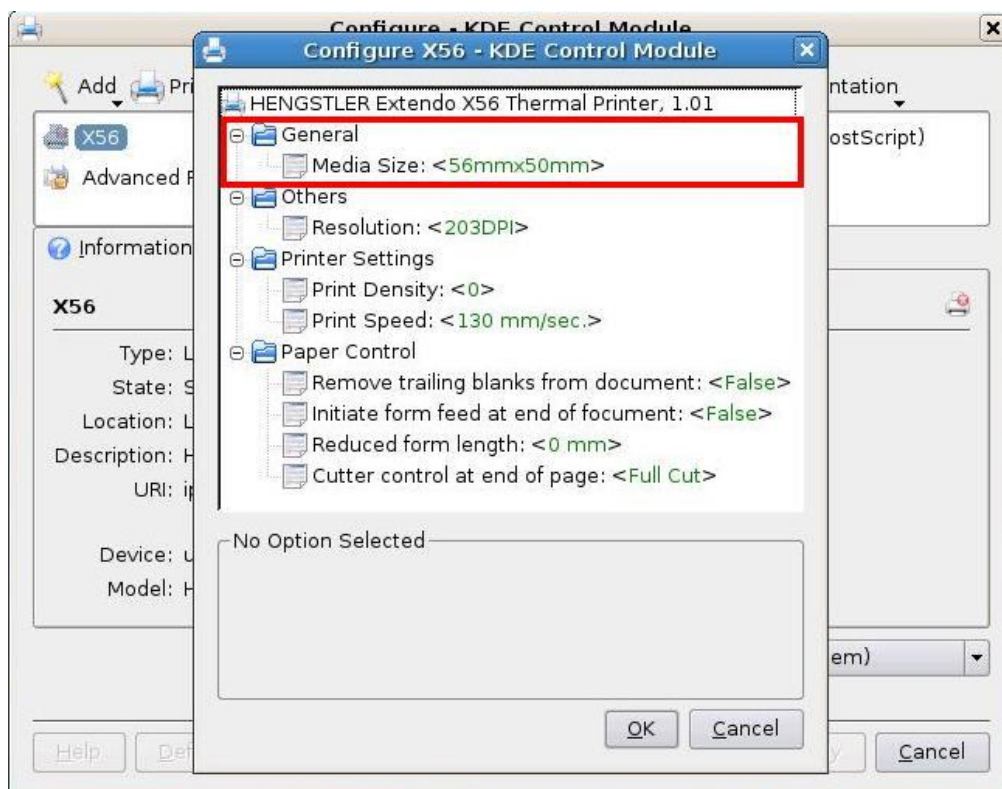 Configure - KDE Control Module
Configure X56 - KDE Control Module
Add
HENGSTLER Extendo X56 Thermal Printer, 1.01
General
Media Size: <56mmx50mm>
Others
Resolution: <203DPI>
Printer Settings
Print Density: <0>
Print Speed: <130 mm/sec.>
Paper Control
Remove trailing blanks from document: <False>
Initiate form feed at end of focument: <False>
Reduced form length: <0 mm>
Cutter control at end of page: <Full Cut>
No Option Selected
OK
Cancel
X56
Advanced
Information
X56
Type:
State:
Location:
Description:
URI:
Device:
Model:
Help
Cancel